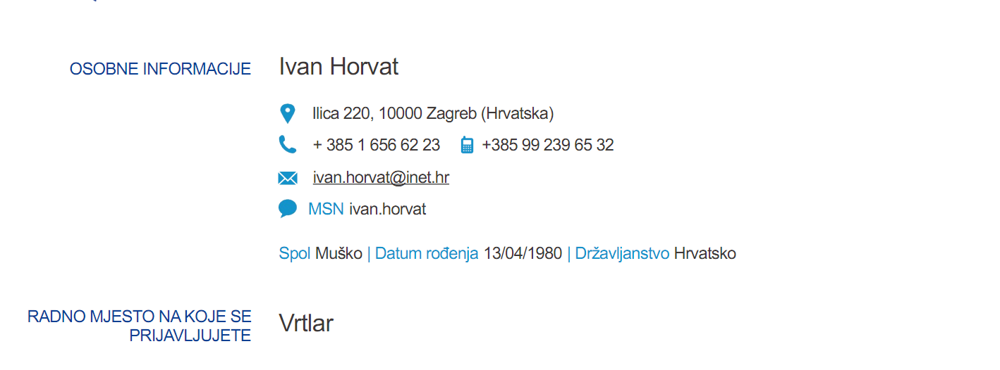 OSOBNE INFORMACIJE Ivan Horvat
Ilica 220, 10000 Zagreb (Hrvatska)
+ 385 1 656 62 23 +385 99 239 65 32
ivan.horvat@inet.hr
MSN ivan.horvat
Spol Muško | Datum rođenja 13/04/1980 | Državljanstvo Hrvatsko
RADNO MJESTO NA KOJE SE
PRIJAVLJUJETE
Vrtlar